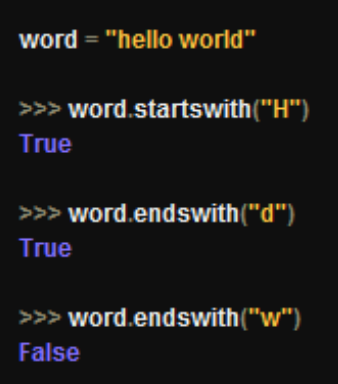 word = "hello world"
>>> word.startswith("H")
True
>>> word.endswith("d")
True
>>> word.endswith("w")
False